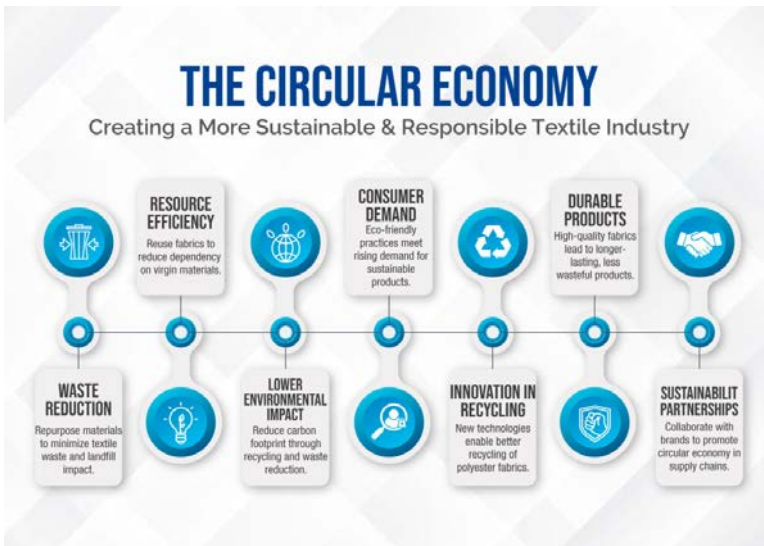 THE CIRCULAR ECONOMY
Creating a More Sustainable & Responsible Textile Industry
WASTE
REDUCTION
Repurpose materials
to minimize textile
waste and landfill
impact.
RESOURCE
EFFICIENCY
Reuse fabrics to
reduce dependency
on virgin materials.
LOWER
ENVIRONMENTAL
IMPACT
Reduce carbon
footprint through
recycling and waste
reduction.
CONSUMER
DEMAND
Eco-friendly
practices meet
rising demand for
sustainable
products.
INNOVATION IN
RECYCLING
New technologies
enable better
recycling of
polyester fabrics.
DURABLE
PRODUCTS
High-quality fabrics
lead to longer-
lasting, less
wasteful products.
SUSTAINABILIT
PARTNERSHIPS
Collaborate with
brands to promote
circular economy in
supply chains.